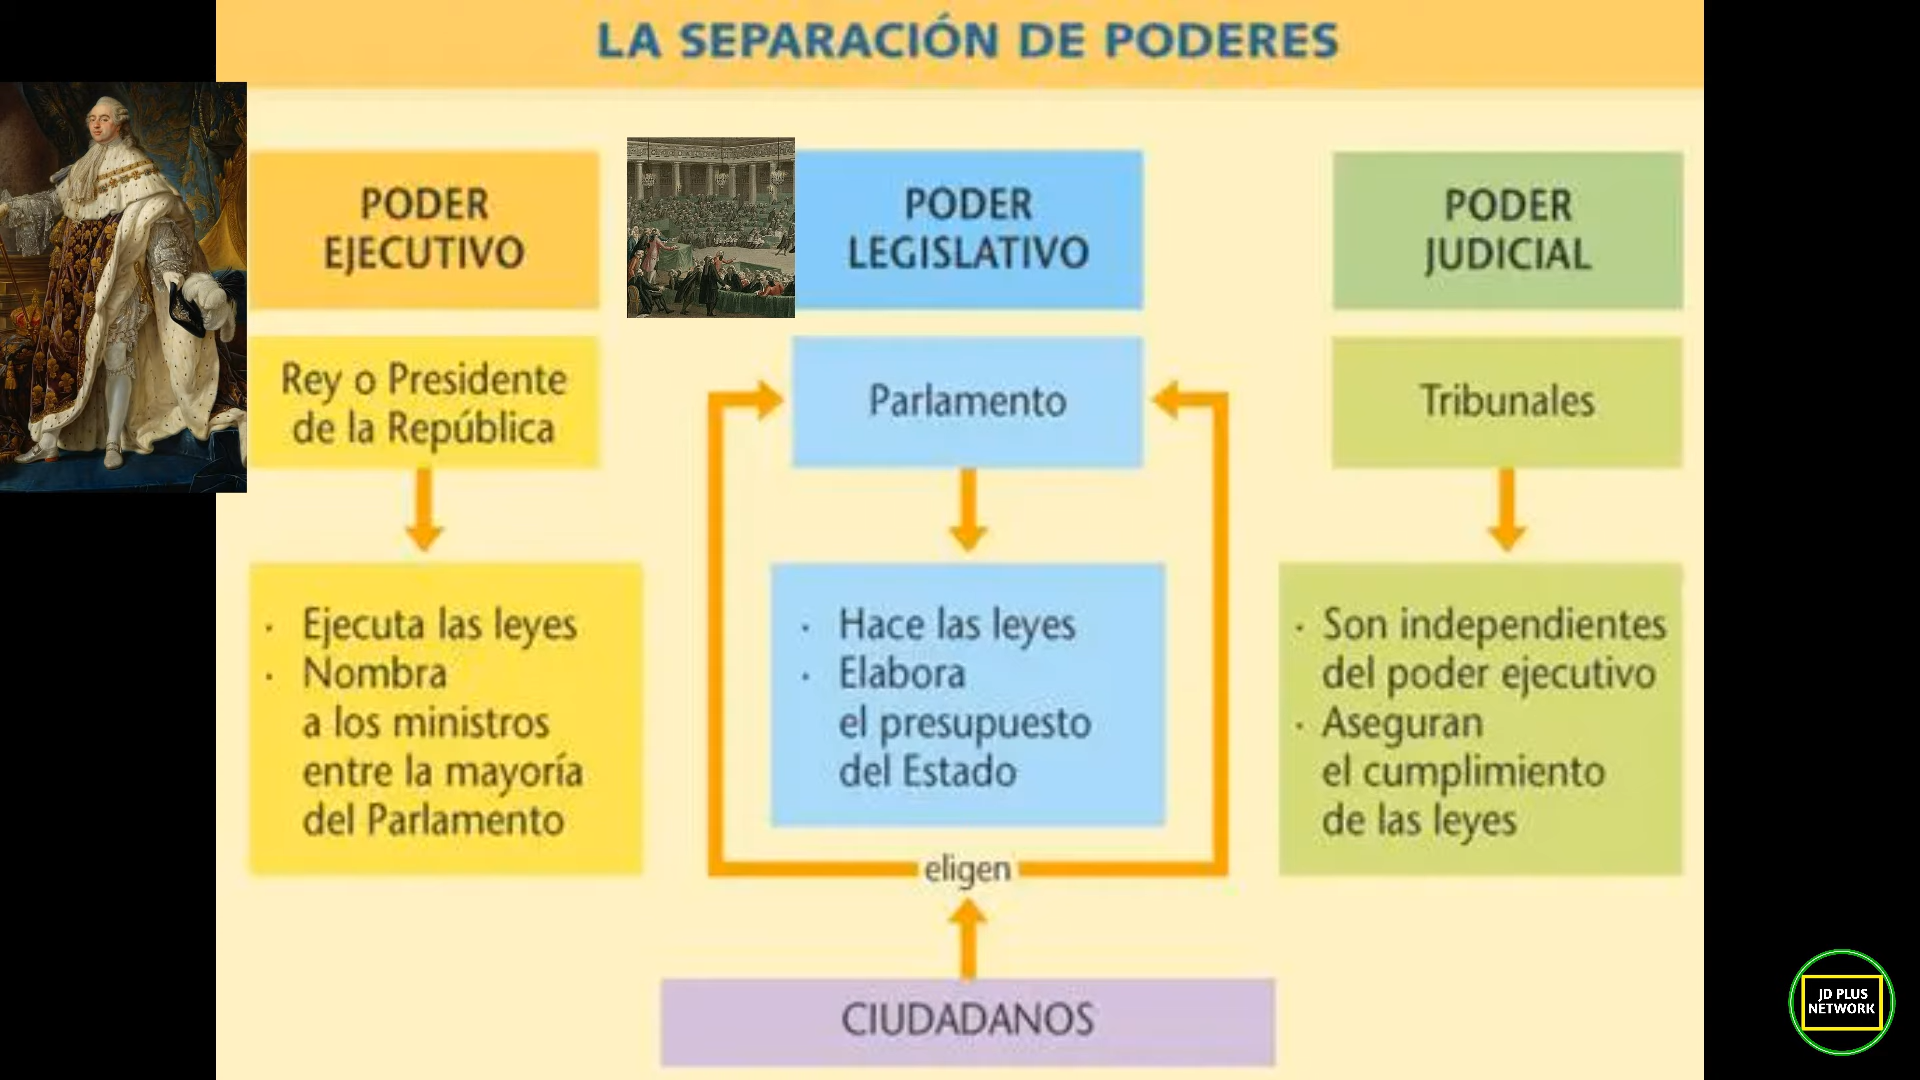 LA SEPARACIÓN DE PODERES
PODER
EJECUTIVO
Rey o Presidente
de la República
· Ejecuta las leyes
· Nombra
a los ministros
entre la mayoría
del Parlamento
PODER
LEGISLATIVO
Parlamento
· Hace las leyes
· Elabora
el presupuesto
del Estado
PODER
JUDICIAL
Tribunales
· Son independientes
del poder ejecutivo
· Aseguran
el cumplimiento
de las leyes
eligen
CIUDADANOS
JD PLUS
NETWORK